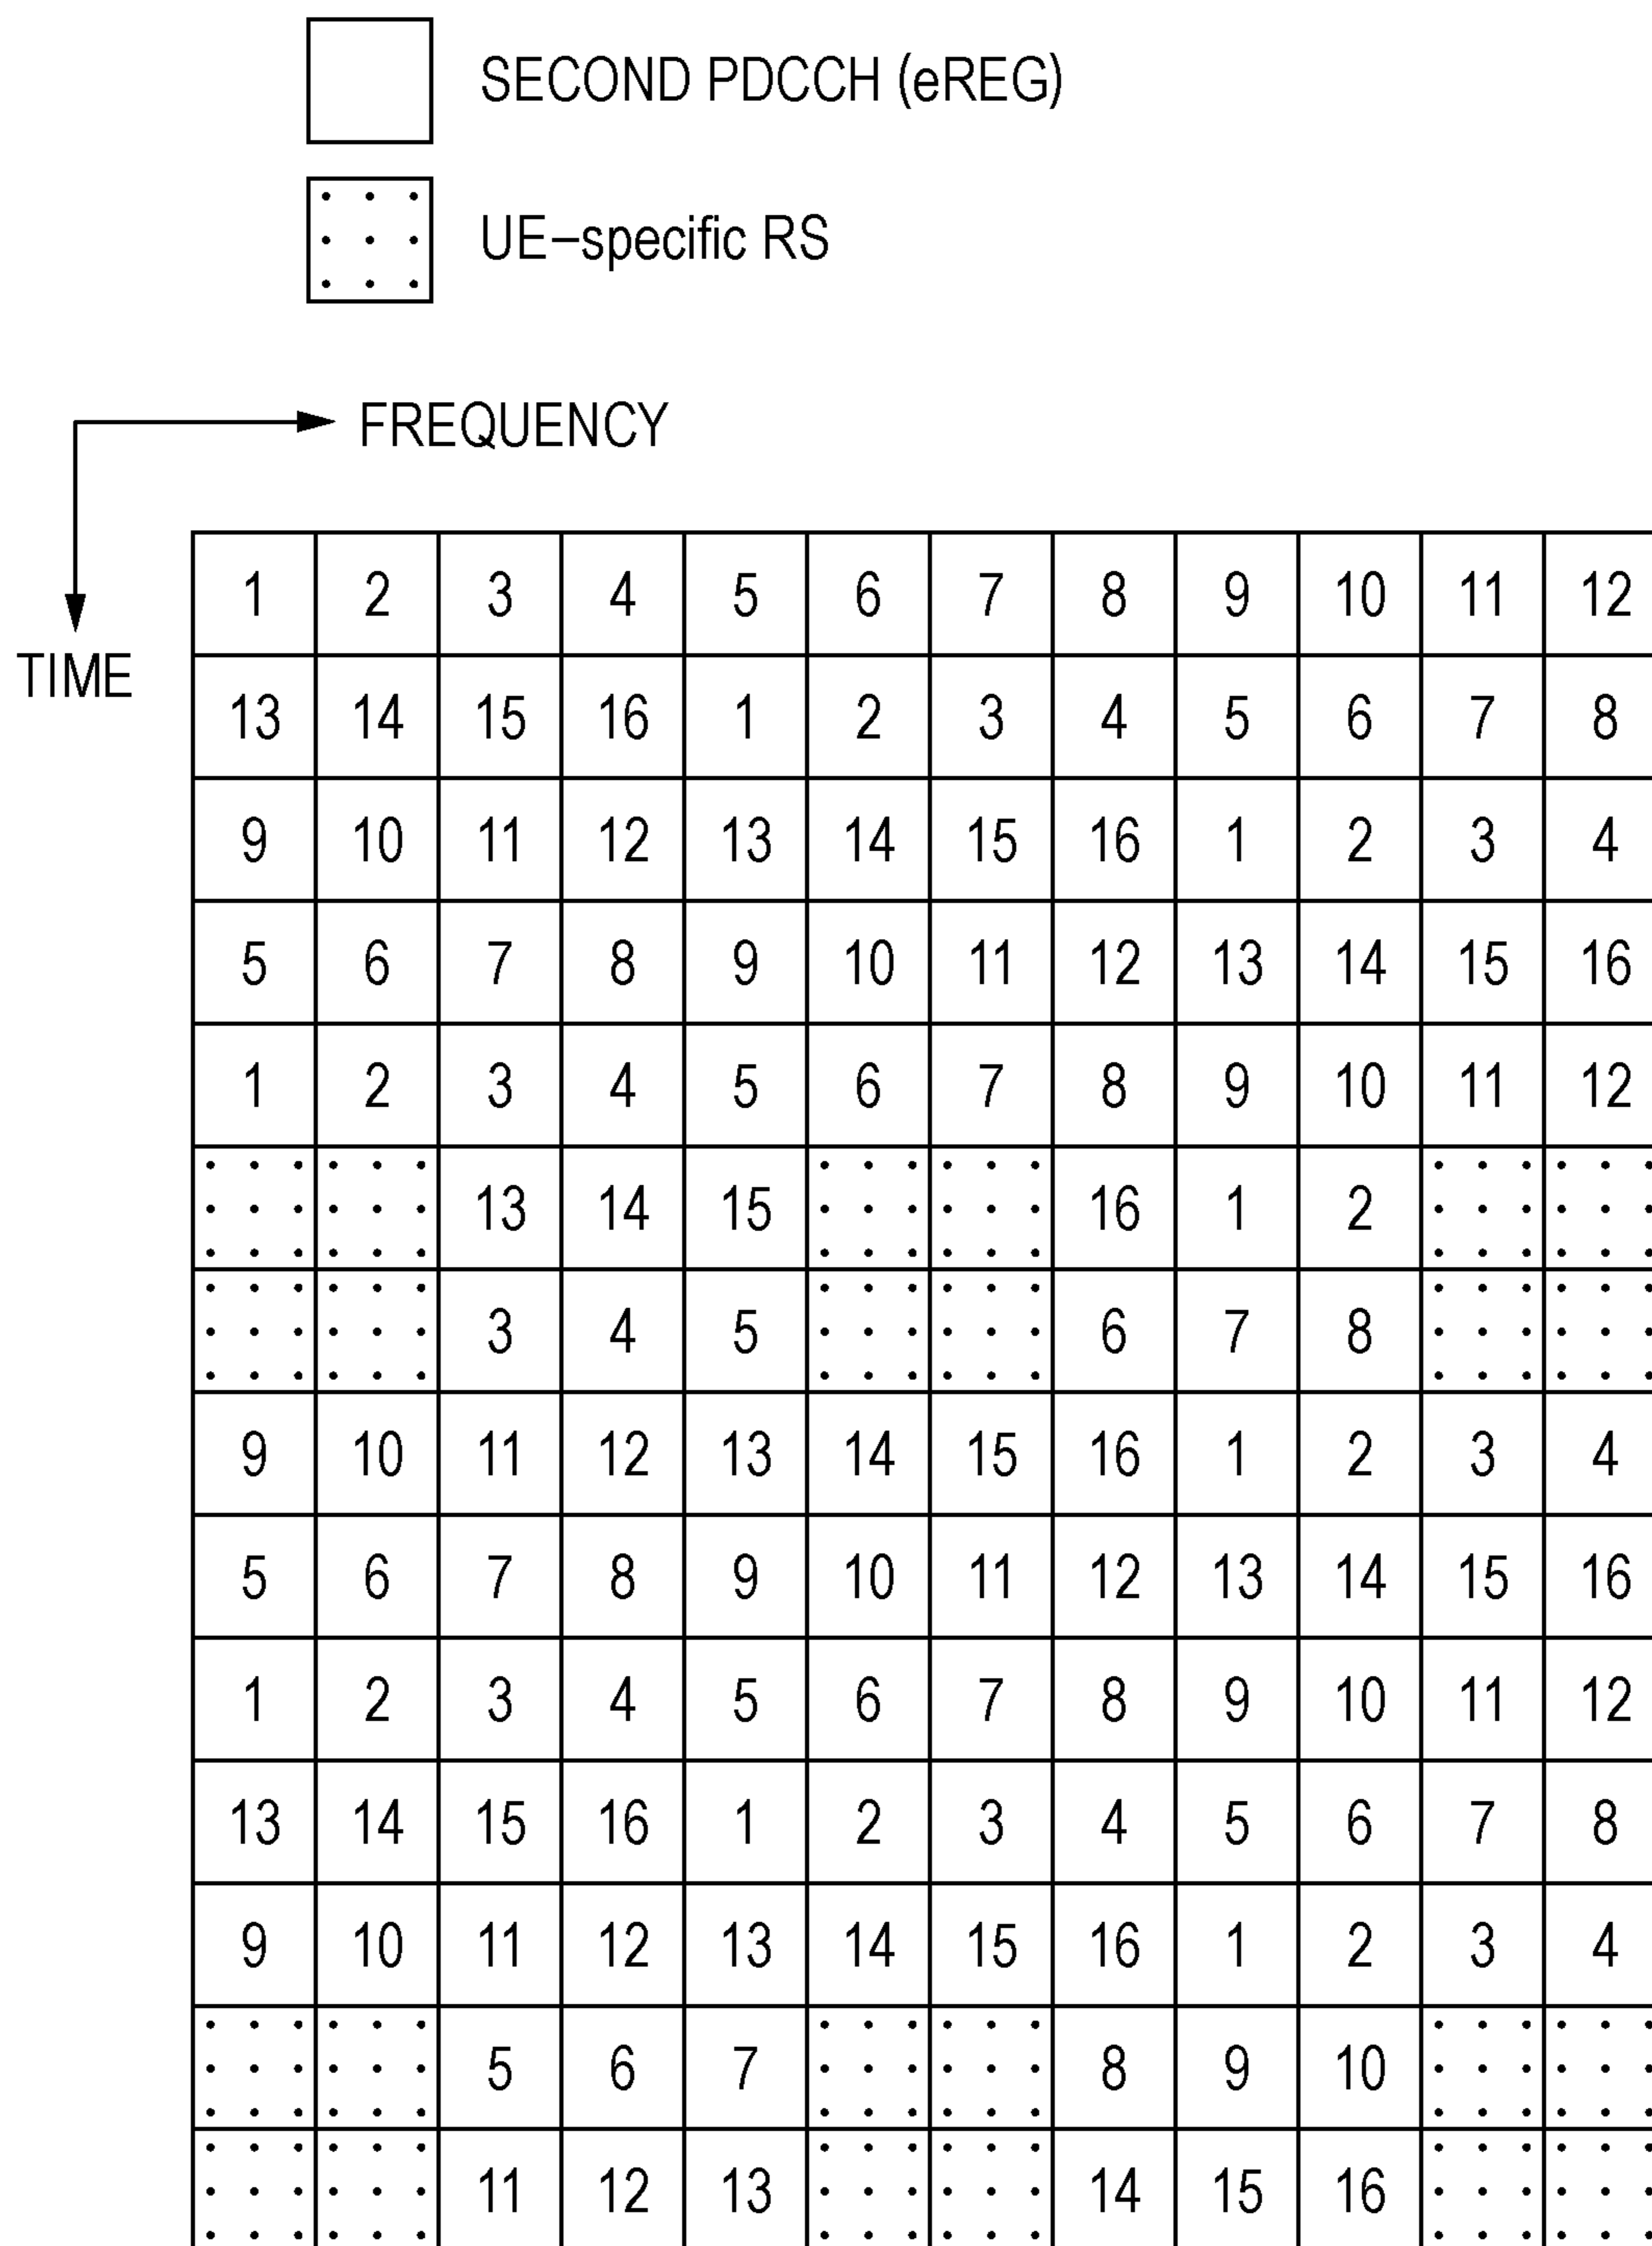 SECOND PDCCH (eREG)
UE–specific RS
FREQUENCY
TIME
1 2 3 4 5 6 7 8 9 10 11 12
13 14 15 16 1 2 3 4 5 6 7 8
9 10 11 12 13 14 15 16 1 2 3 4
5 6 7 8 9 10 11 12 13 14 15 16
1 2 3 4 5 6 7 8 9 10 11 12
13 14 15 16 1 2
3 4 5 6 7 8
9 10 11 12 13 14 15 16 1 2 3 4
5 6 7 8 9 10 11 12 13 14 15 16
1 2 3 4 5 6 7 8 9 10 11 12
13 14 15 16 1 2 3 4 5 6 7 8
9 10 11 12 13 14 15 16 1 2 3 4
5 6 7 8 9 10
11 12 13 14 15 16